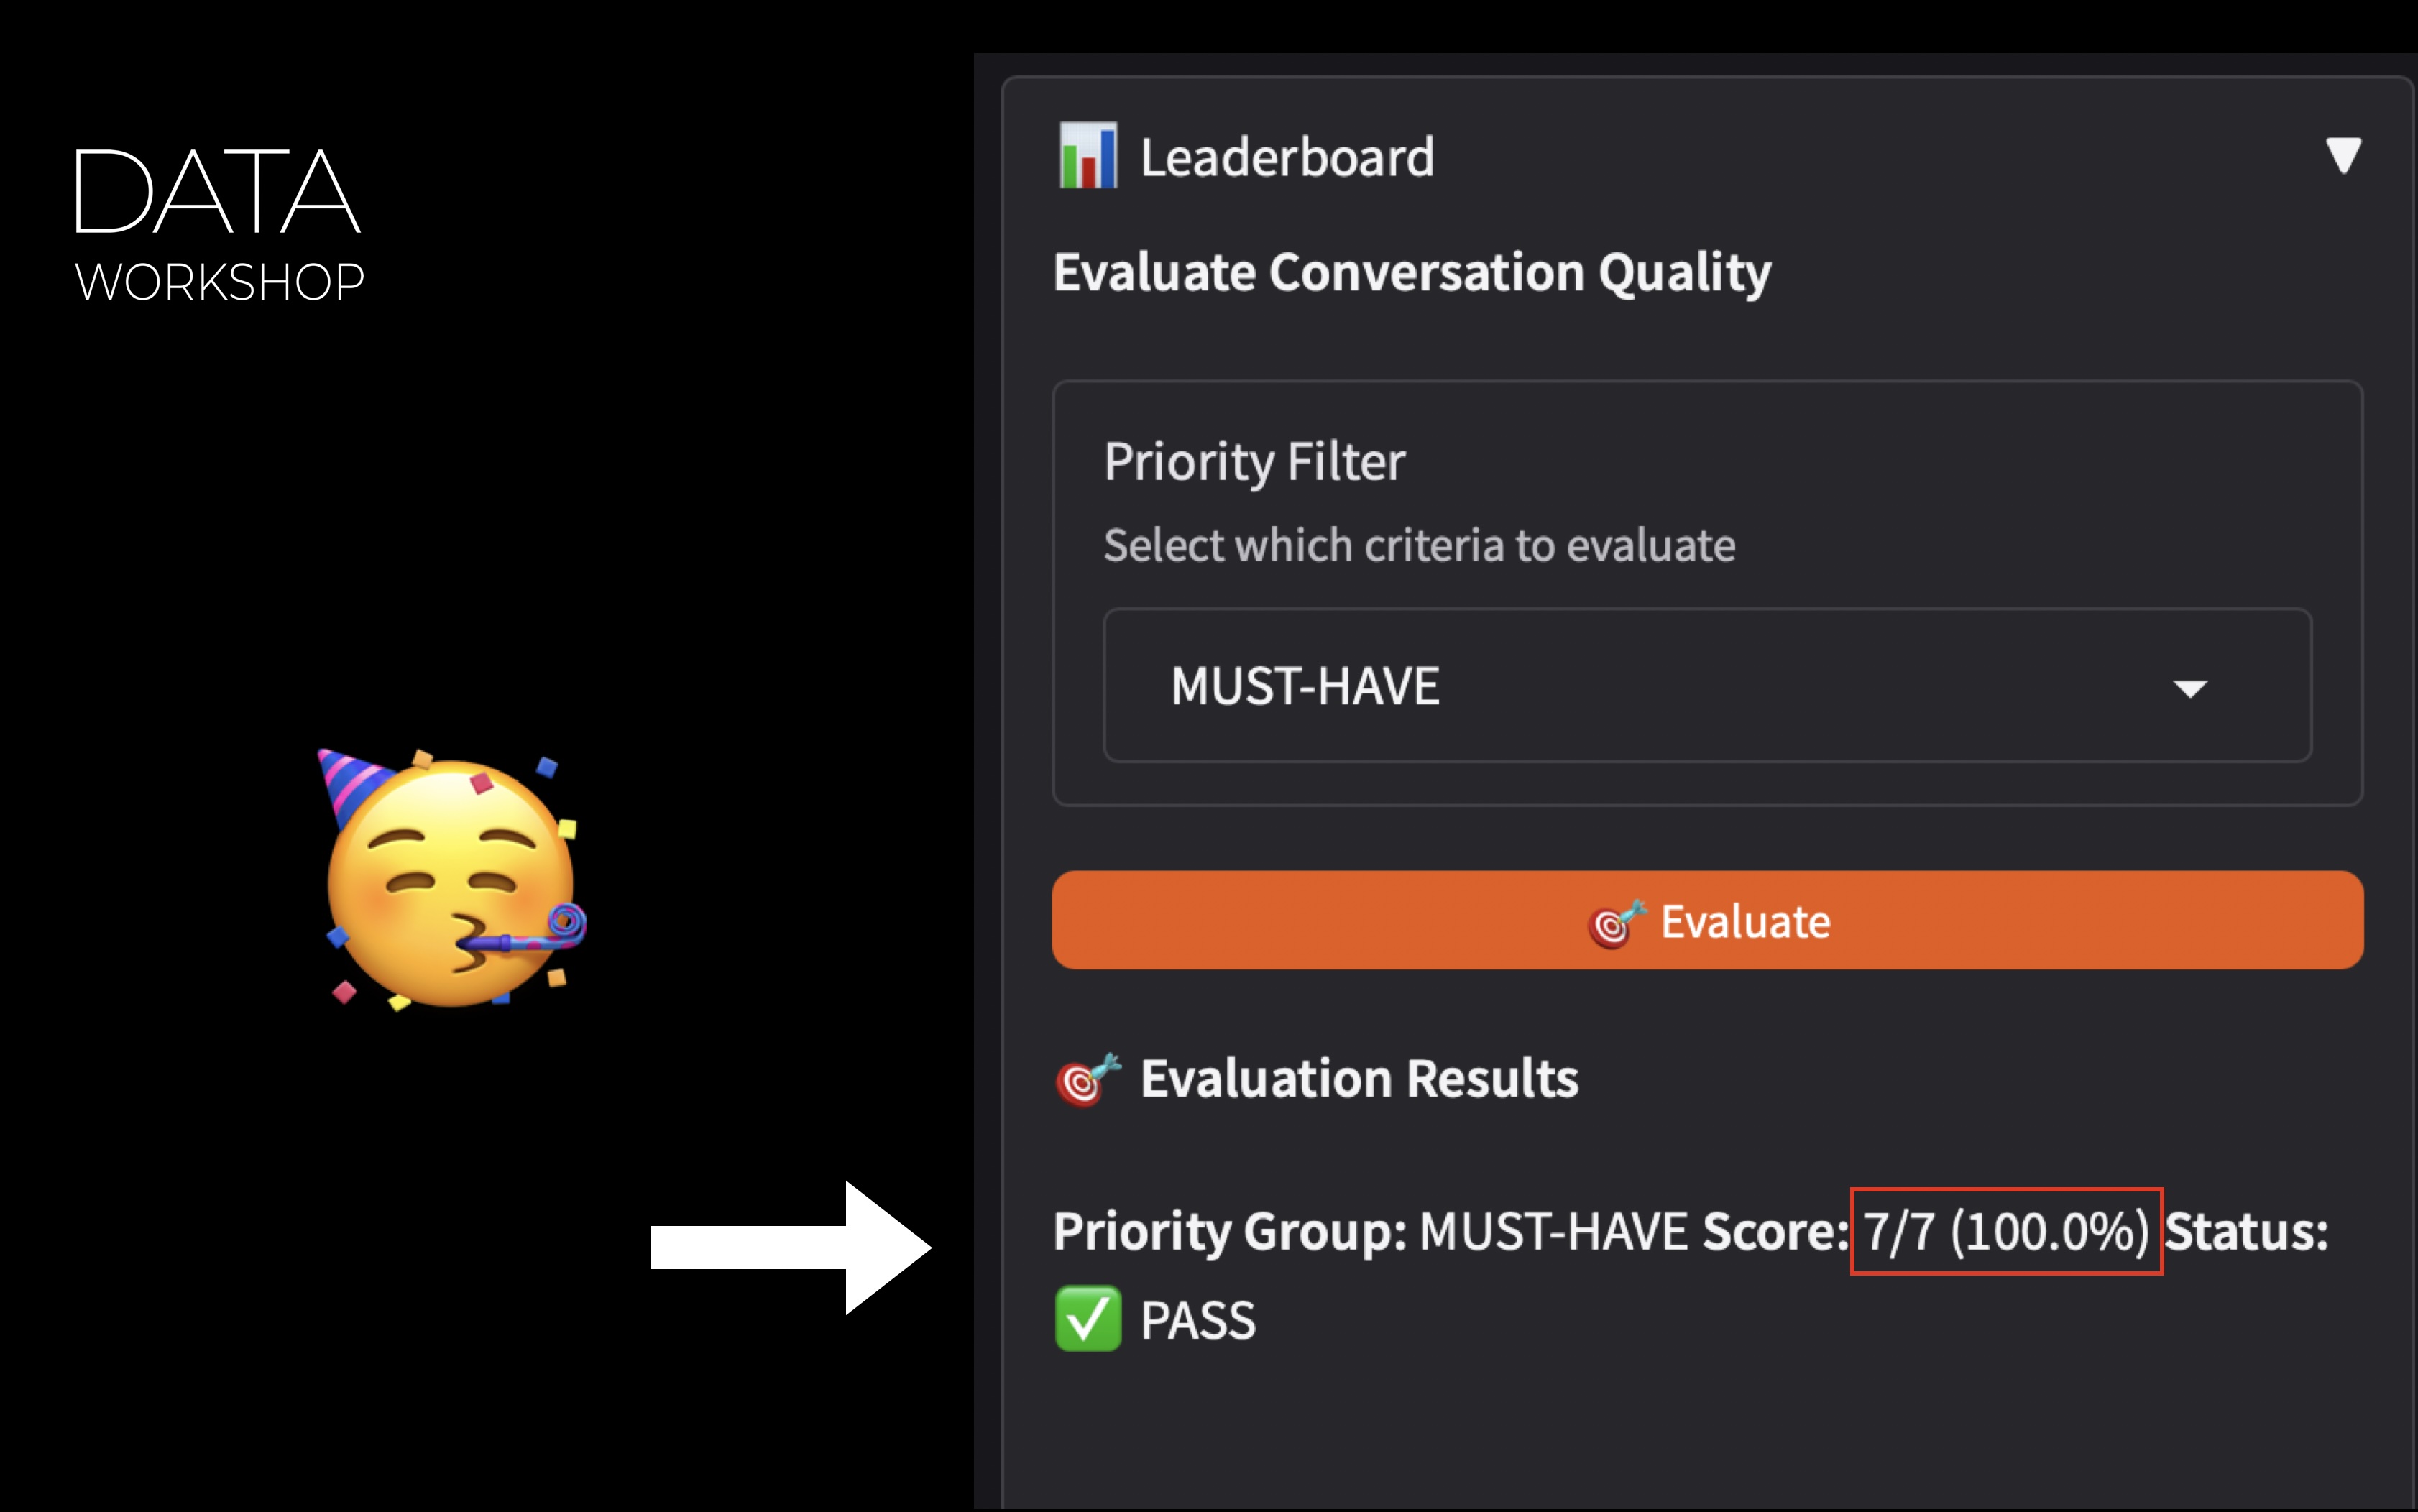 DATA
WORKSHOP
Leaderboard
Evaluate Conversation Quality
Priority Filter
Select which criteria to evaluate
MUST-HAVE
Evaluate
Evaluation Results
Priority Group: MUST-HAVE Score: 7/7 (100.0%) Status:
PASS